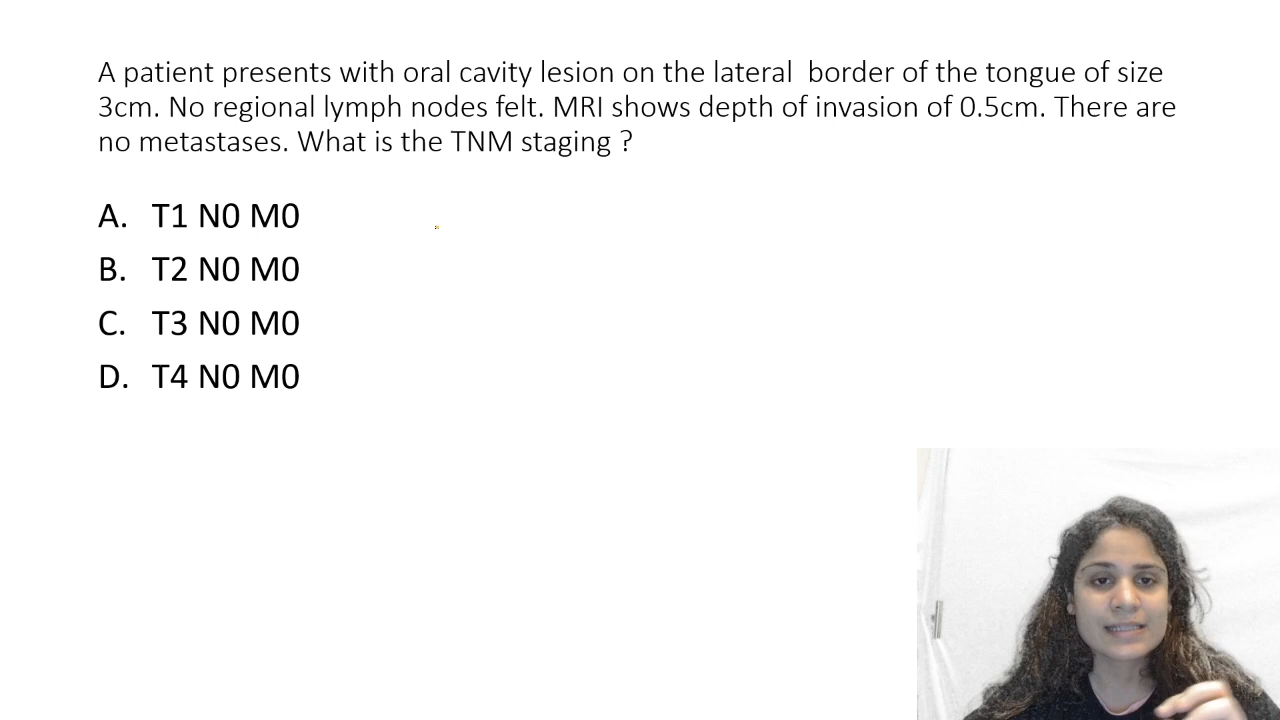 A patient presents with oral cavity lesion on the lateral  border of the tongue of size
3cm. No regional lymph nodes felt. MRI shows depth of invasion of 0.5cm. There are
no metastases. What is the TNM staging ?
A. T1 N0 M0
B. T2 N0 M0
C. T3 N0 M0
D. T4 N0 M0